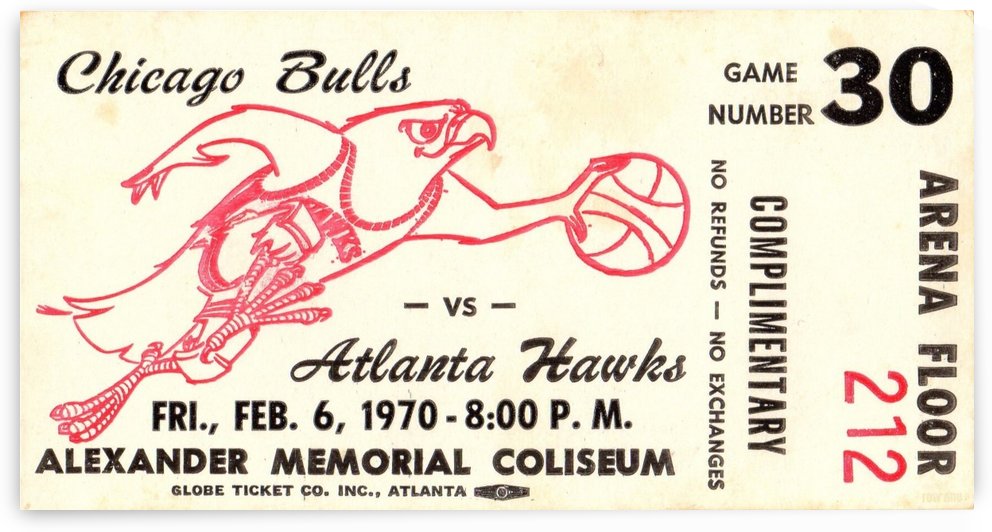 Chicago Bulls
— VS —
Atlanta Hawks
FRI., FEB. 6, 1970 - 8:00 P. M.
ALEXANDER MEMORIAL COLISEUM
GLOBE TICKET CO. INC., ATLANTA
GAME
NUMBER 30
NO REFUNDS — NO EXCHANGES
COMPLIMENTARY
ARENA FLOOR
212